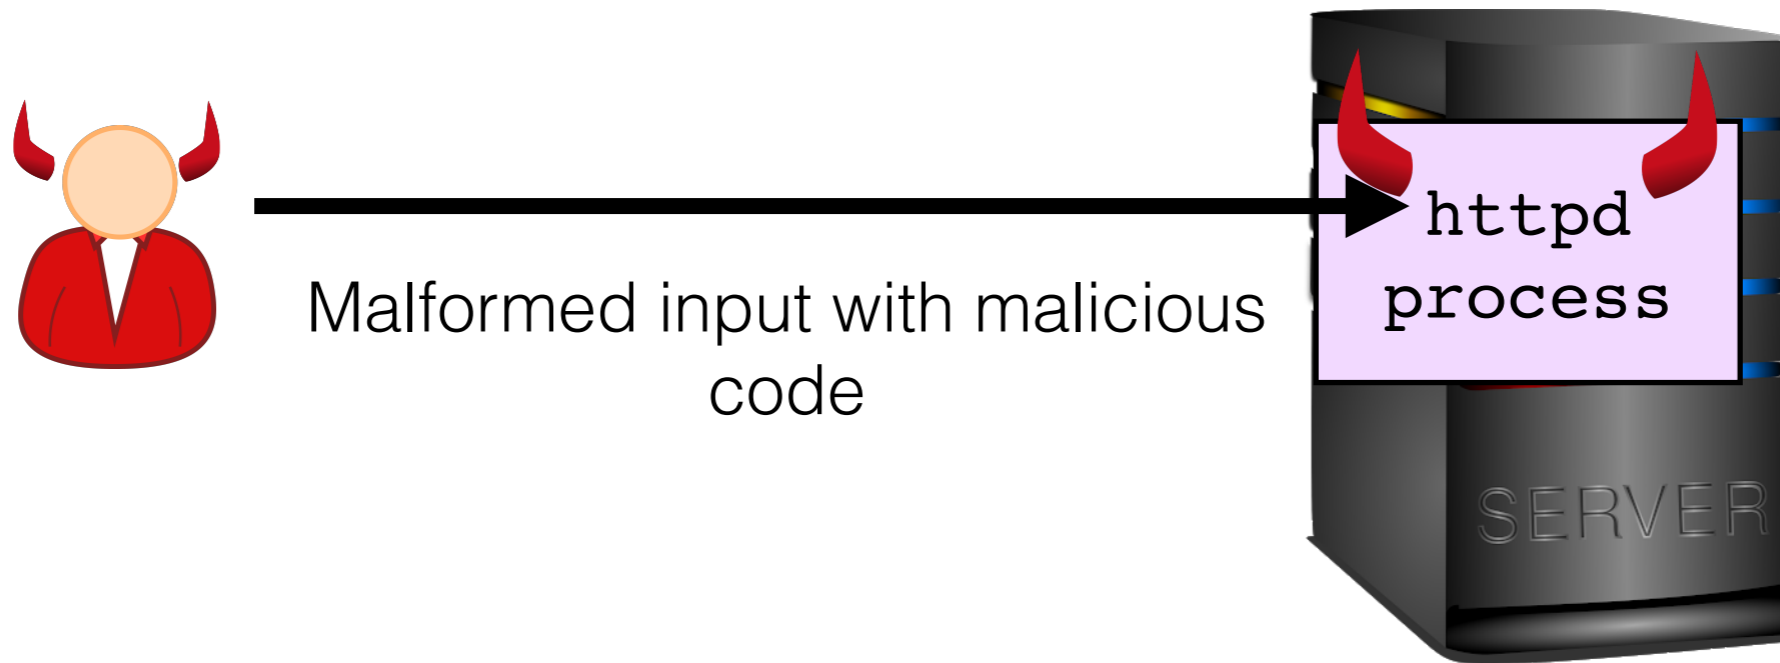 httpd
process
Malformed input with malicious
code
SERVER